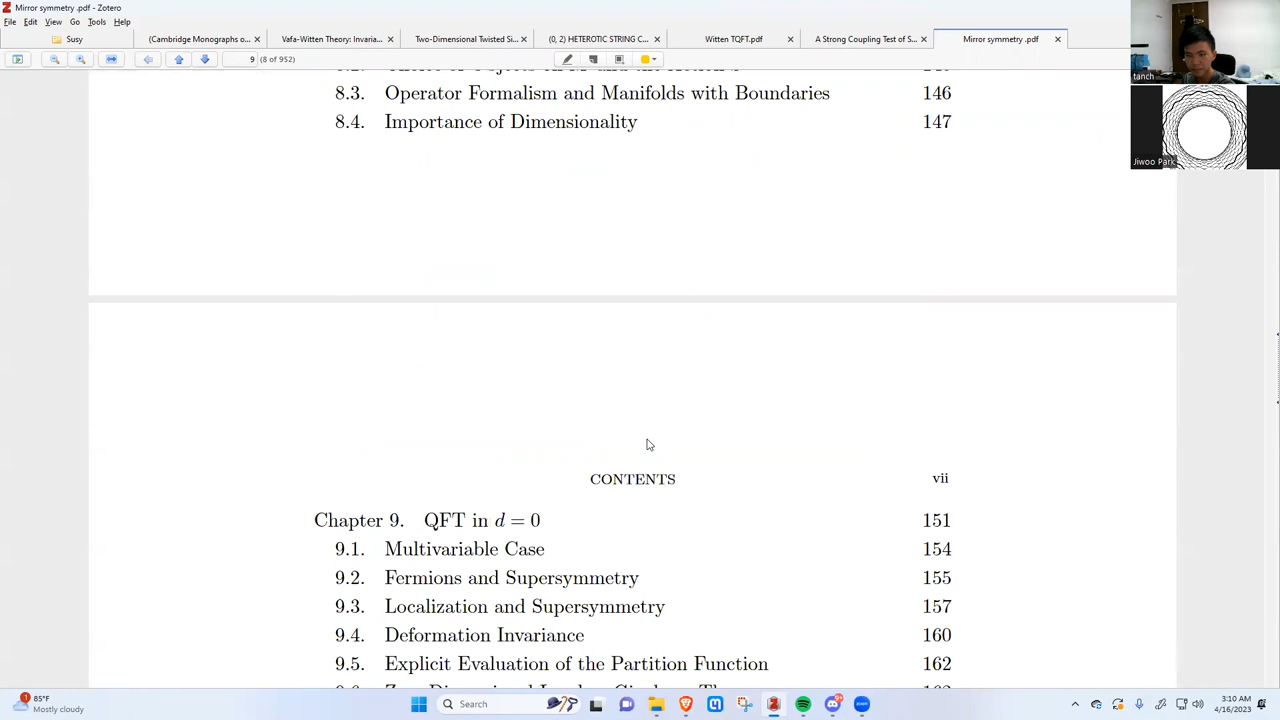 Mirror symmetry .pdf - Zotero
File Edit View Go Tools Help
Susy
(Cambridge Monographs o...
Vafa-Witten Theory: Invaria...
Two-Dimensional Twisted Si...
(0, 2) HETEROTIC STRING C...
Witten TQFT.pdf
A Strong Coupling Test of S...
Mirror symmetry .pdf
9 (8 of 952)
8.3. Operator Formalism and Manifolds with Boundaries 146
8.4. Importance of Dimensionality 147
CONTENTS vii
Chapter 9. QFT in d = 0 151
9.1. Multivariable Case 154
9.2. Fermions and Supersymmetry 155
9.3. Localization and Supersymmetry 157
9.4. Deformation Invariance 160
9.5. Explicit Evaluation of the Partition Function 162
tanch
Jiwoo Park
1
85°F
Mostly cloudy
Search
zoom
3:10 AM
4/16/2023